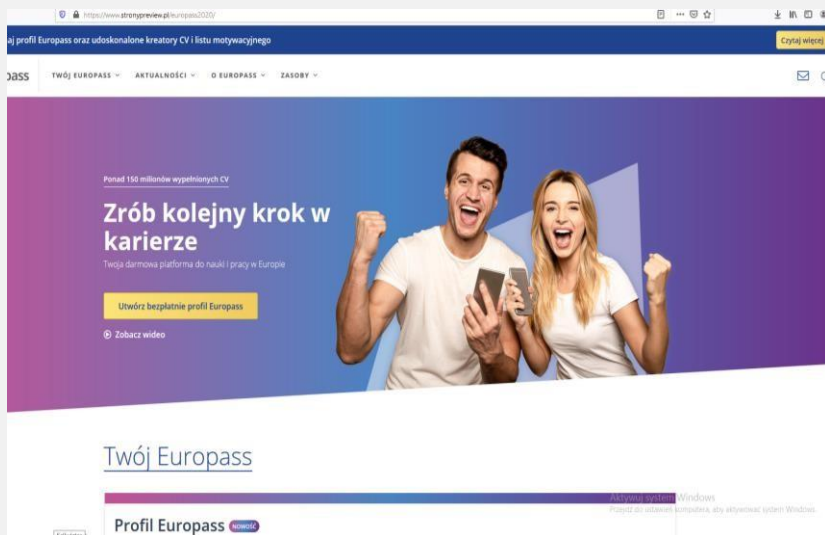 https://www.stronypreview.pl/europass2020/
aj profil Europass oraz udoskonalone kreatory CV i listu motywacyjnego
Czytaj więcej
pass
TWÓJ EUROPASS
AKTUALNOŚCI
O EUROPASS
ZASOBY
Ponad 150 milionów wypełnionych CV
Zrób kolejny krok w
karierze
Twoja darmowa platforma do nauki i pracy w Europie
Utwórz bezpłatnie profil Europass
Zobacz wideo
Twój Europass
Aktywuj system Windows
Przejdź do ustawień komputera, aby aktywować system Windows.
Profil Europass NOWOŚĆ